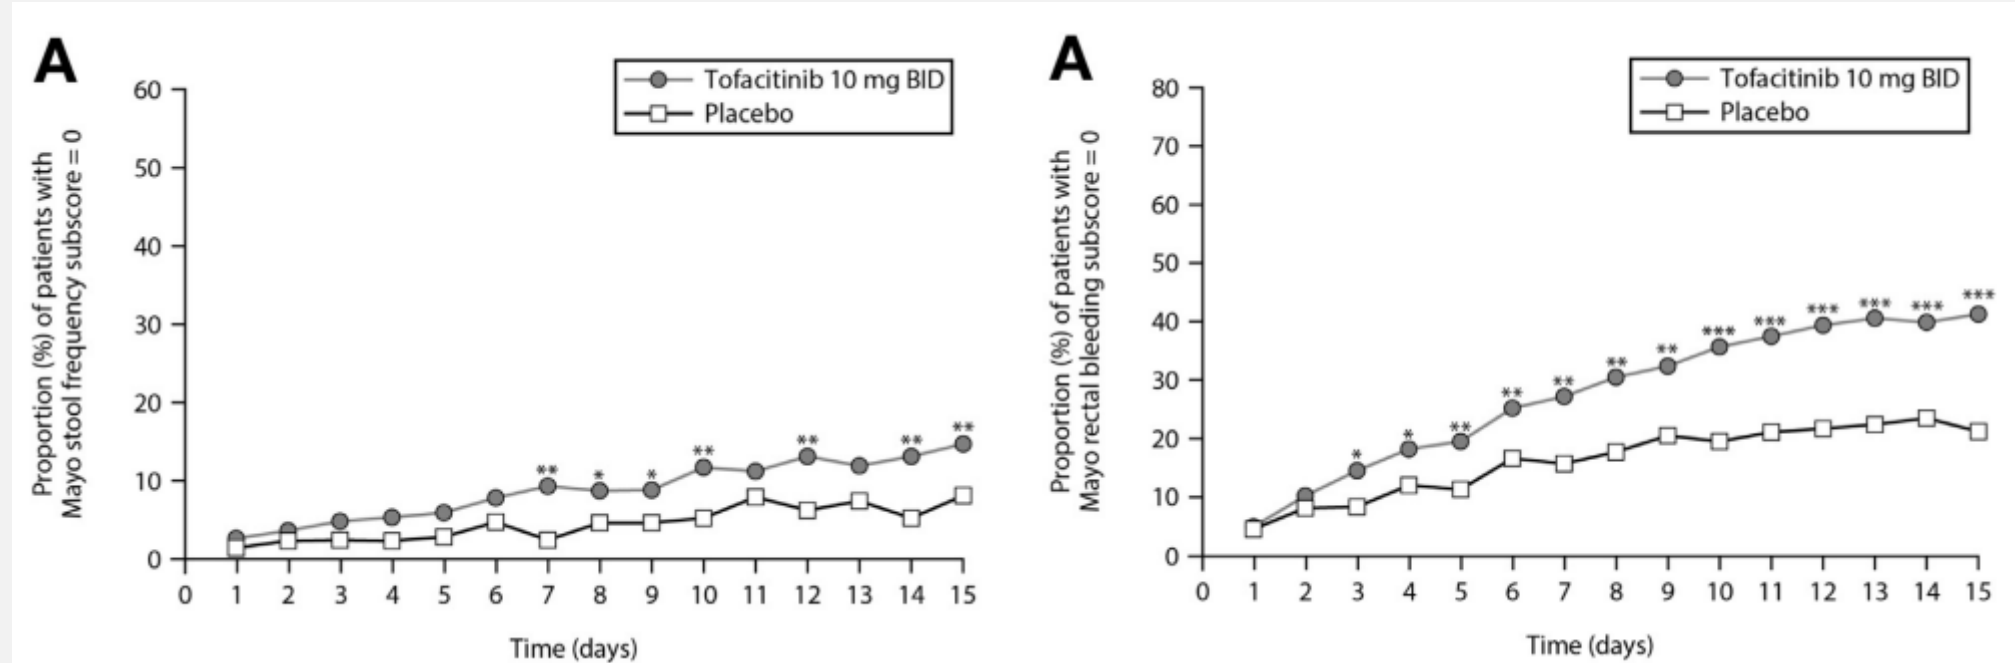 A
Tofacitinib 10 mg BID
Placebo
Proportion (%) of patients with
Mayo stool frequency subscore = 0
60
50
40
30
20
10
0
** * * ** ** ** **
0 1 2 3 4 5 6 7 8 9 10 11 12 13 14 15
Time (days)
A
Tofacitinib 10 mg BID
Placebo
Proportion (%) of patients with
Mayo rectal bleeding subscore = 0
80
70
60
50
40
30
20
10
0
* * ** ** ** ** ** *** *** *** *** *** ***
0 1 2 3 4 5 6 7 8 9 10 11 12 13 14 15
Time (days)